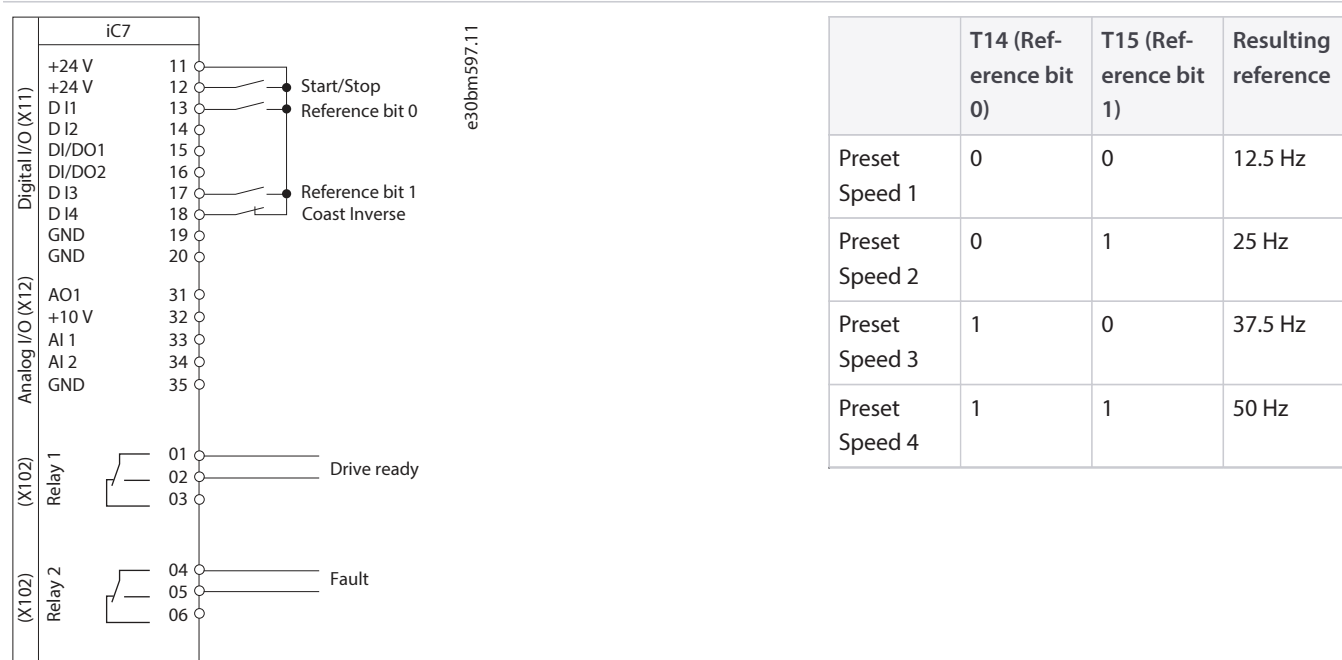 iC7
e30bm597.11
Digital I/O (X11)
+24 V 11
+24 V 12 Start/Stop
D I1 13 Reference bit 0
D I2 14
DI/DO1 15
DI/DO2 16
D I3 17 Reference bit 1
D I4 18 Coast Inverse
GND 19
GND 20
Analog I/O (X12)
AO1 31
+10 V 32
AI 1 33
AI 2 34
GND 35
(X102)
Relay 1
01
02 Drive ready
03
(X102)
Relay 2
04
05 Fault
06
T14 (Ref-
erence bit
0)
T15 (Ref-
erence bit
1)
Resulting
reference
Preset
Speed 1
0 0 12.5 Hz
Preset
Speed 2
0 1 25 Hz
Preset
Speed 3
1 0 37.5 Hz
Preset
Speed 4
1 1 50 Hz